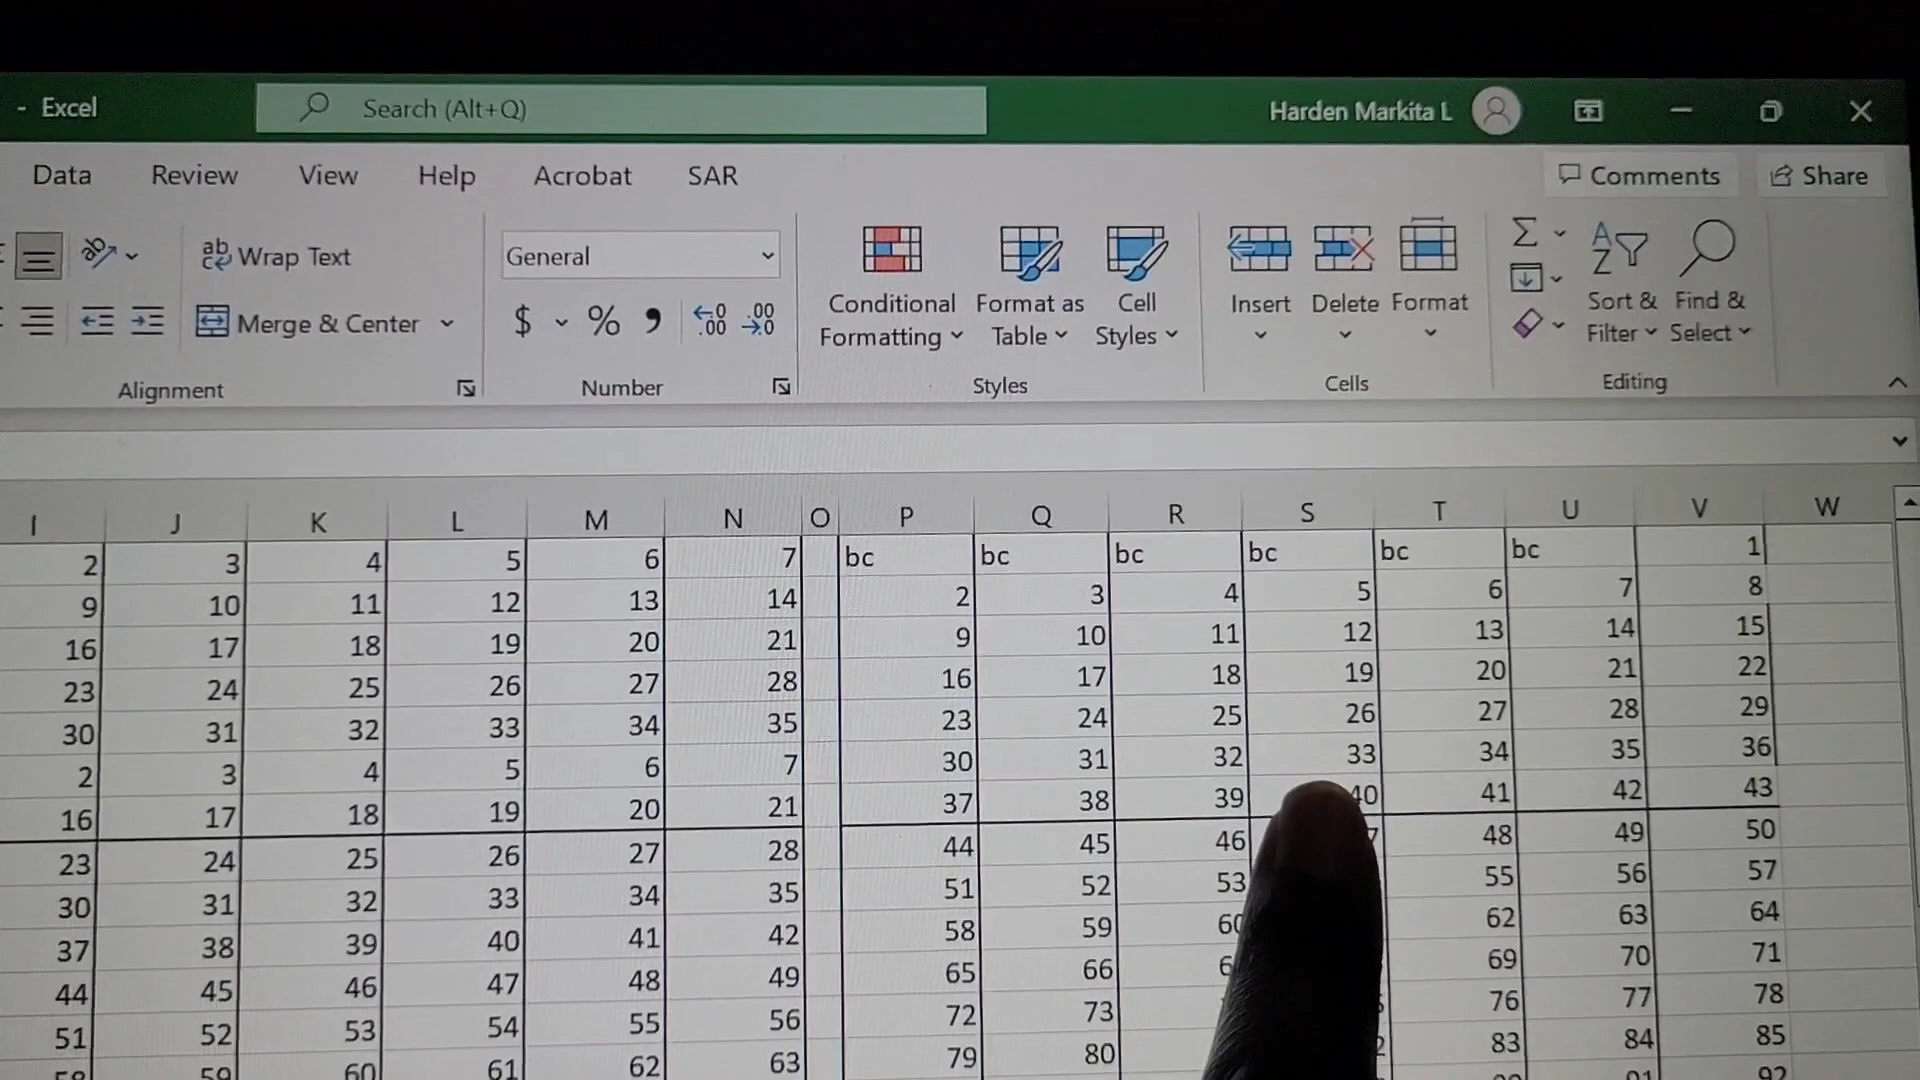 - Excel
Search (Alt+Q)
Harden Markita L
Data Review View Help Acrobat SAR
Comments Share
ab Wrap Text
General
Merge & Center
$ % , .00 .00
Conditional Formatting
Format as Table
Cell Styles
Insert Delete Format
Sort & Filter
Find & Select
Alignment Number Styles Cells Editing
I J K L M N O P Q R S T U V W
2 3 4 5 6 7 bc bc bc bc bc bc 1
9 10 11 12 13 14 2 3 4 5 6 7 8
16 17 18 19 20 21 9 10 11 12 13 14 15
23 24 25 26 27 28 16 17 18 19 20 21 22
30 31 32 33 34 35 23 24 25 26 27 28 29
2 3 4 5 6 7 30 31 32 33 34 35 36
16 17 18 19 20 21 37 38 39 40 41 42 43
23 24 25 26 27 28 44 45 46 48 49 50
30 31 32 33 34 35 51 52 53 55 56 57
37 38 39 40 41 42 58 59 62 63 64
44 45 46 47 48 49 65 66 69 70 71
51 52 53 54 55 56 72 73 76 77 78
59 60 61 62 63 79 80 83 84 85